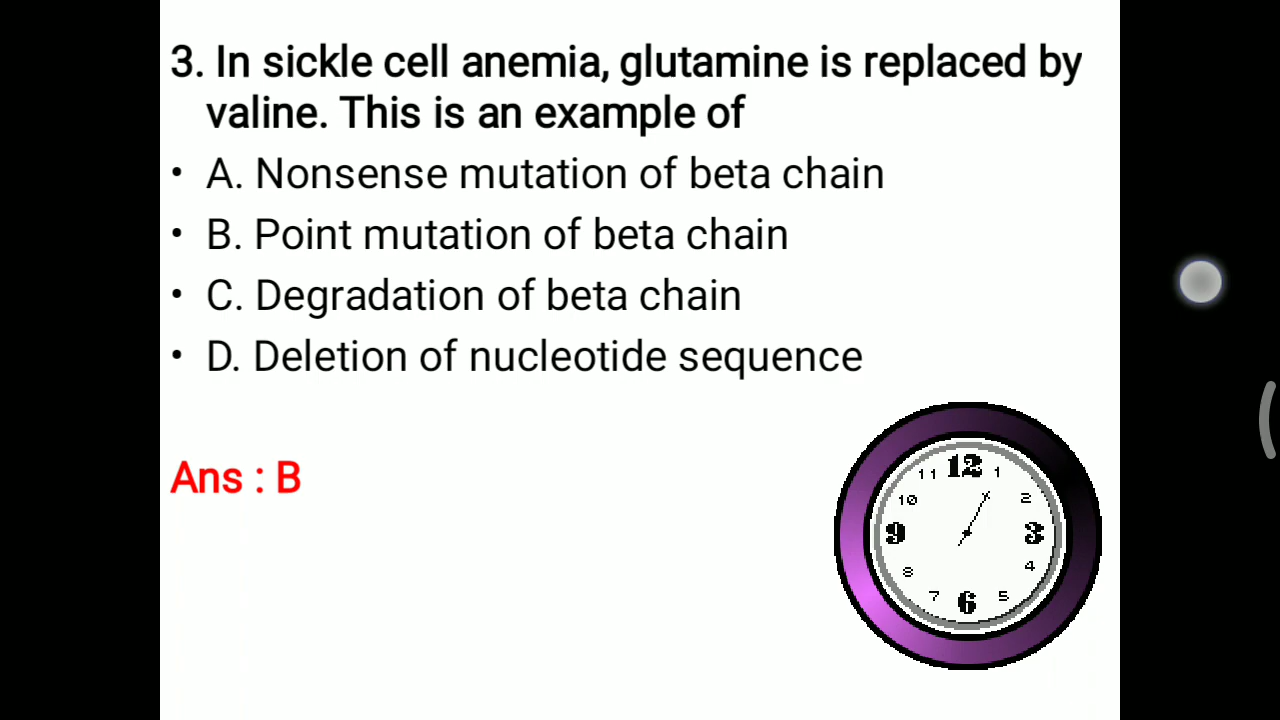 3. In sickle cell anemia, glutamine is replaced by
valine. This is an example of
• A. Nonsense mutation of beta chain
• B. Point mutation of beta chain
• C. Degradation of beta chain
• D. Deletion of nucleotide sequence
Ans : B
12
11 1
10 2
9 3
8 4
7 5
6